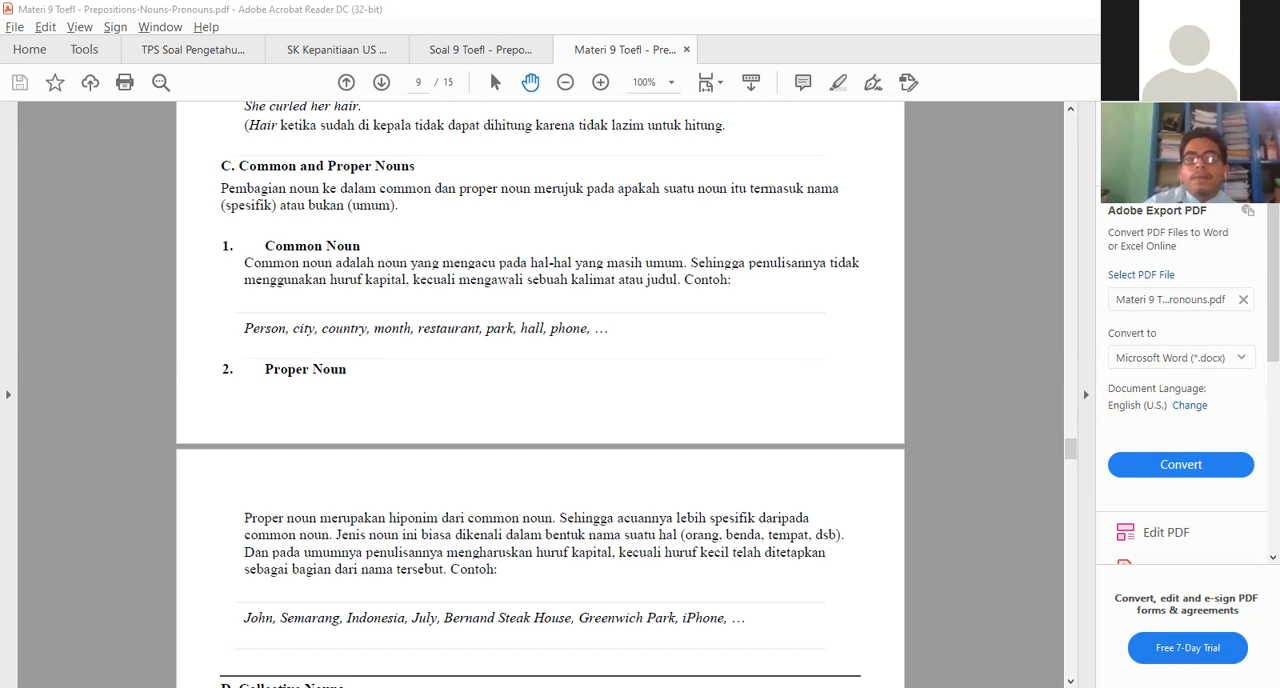 Materi 9 Toefl - Prepositions-Nouns-Pronouns.pdf - Adobe Acrobat Reader DC (32-bit)
File Edit View Sign Window Help
Home Tools TPS Soal Pengetahu... SK Kepanitiaan US ... Soal 9 Toefl - Prepo... Materi 9 Toefl - Pre... ×
9 / 15 100%
She curled her hair.
(Hair ketika sudah di kepala tidak dapat dihitung karena tidak lazim untuk hitung.
C. Common and Proper Nouns
Pembagian noun ke dalam common dan proper noun merujuk pada apakah suatu noun itu termasuk nama
(spesifik) atau bukan (umum).
1. Common Noun
Common noun adalah noun yang mengacu pada hal-hal yang masih umum. Sehingga penulisannya tidak
menggunakan huruf kapital, kecuali mengawali sebuah kalimat atau judul. Contoh:
Person, city, country, month, restaurant, park, hall, phone, …
2. Proper Noun
Proper noun merupakan hiponim dari common noun. Sehingga acuannya lebih spesifik daripada
common noun. Jenis noun ini biasa dikenali dalam bentuk nama suatu hal (orang, benda, tempat, dsb).
Dan pada umumnya penulisannya mengharuskan huruf kapital, kecuali huruf kecil telah ditetapkan
sebagai bagian dari nama tersebut. Contoh:
John, Semarang, Indonesia, July, Bernand Steak House, Greenwich Park, iPhone, …
D. Collective Nouns
Adobe Export PDF
Convert PDF Files to Word
or Excel Online
Select PDF File
Materi 9 T...ronouns.pdf
Convert to
Microsoft Word (*.docx)
Document Language:
English (U.S.) Change
Convert
Edit PDF
Convert, edit and e-sign PDF
forms & agreements
Free 7-Day Trial